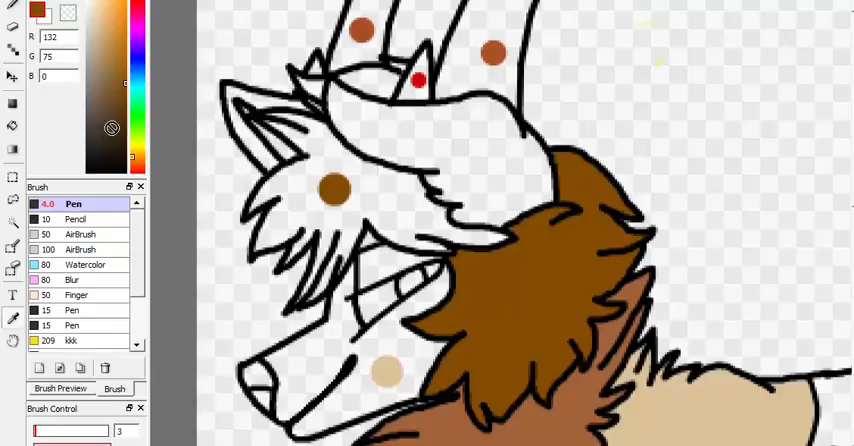 R 132
G 75
B 0
Brush
4.0 Pen
10 Pencil
50 AirBrush
100 AirBrush
80 Watercolor
80 Blur
50 Finger
15 Pen
15 Pen
209 kkk
T
Brush Preview Brush
Brush Control
3